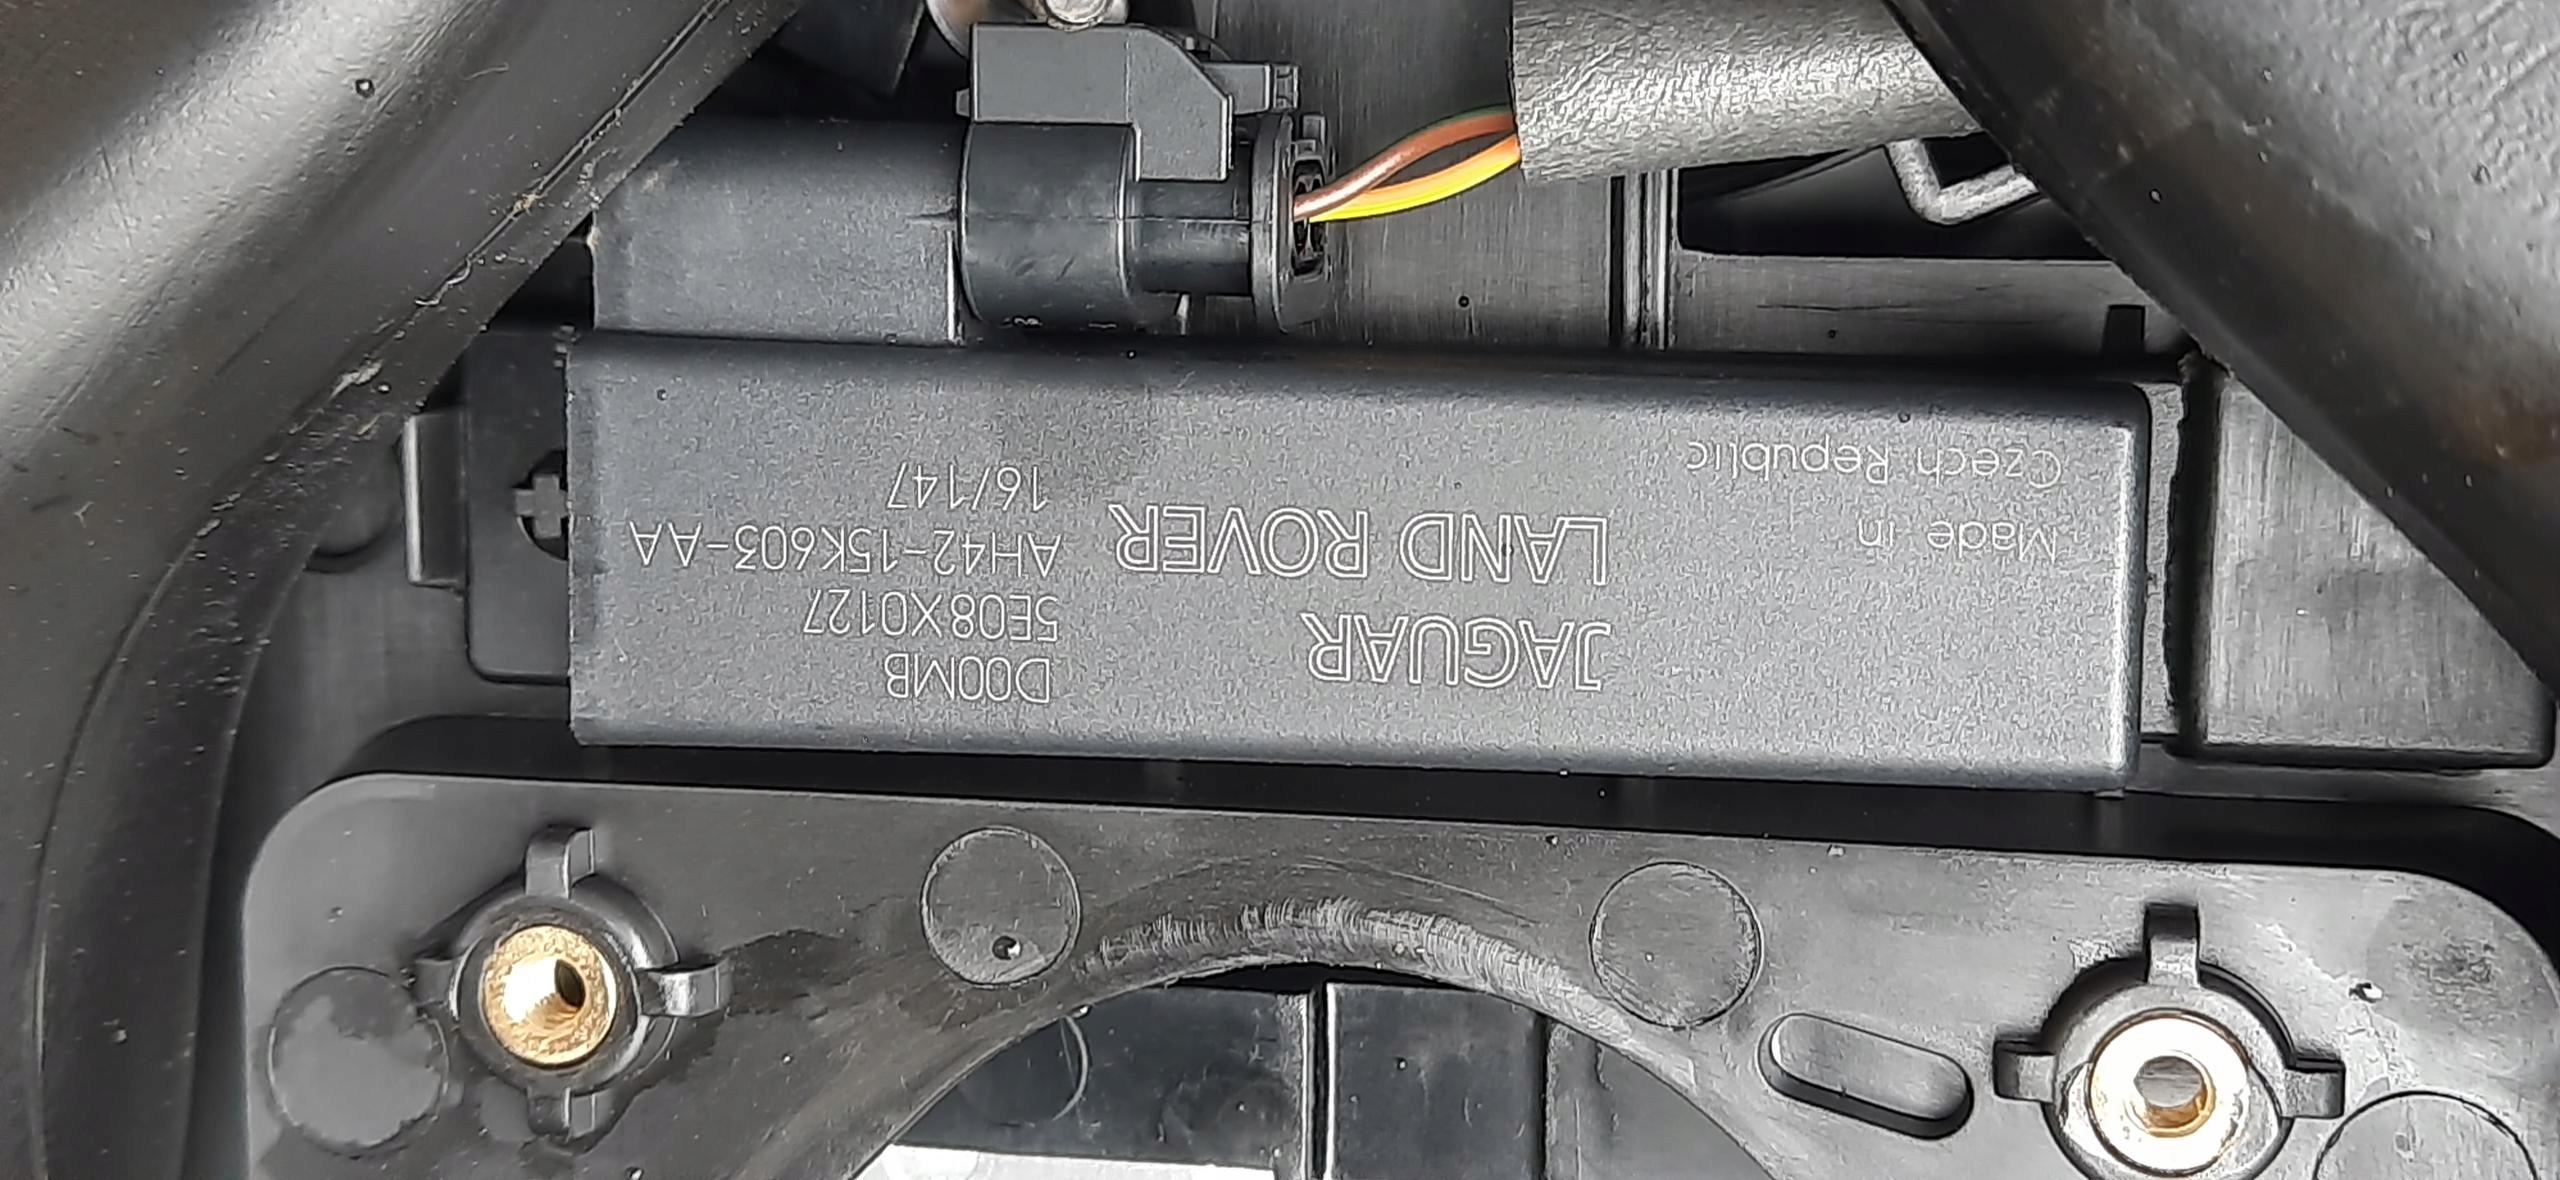 D00MB
5E08X0127
AH42-15K603-AA
16/147
JAGUAR
LAND ROVER
Made in
Czech Republic